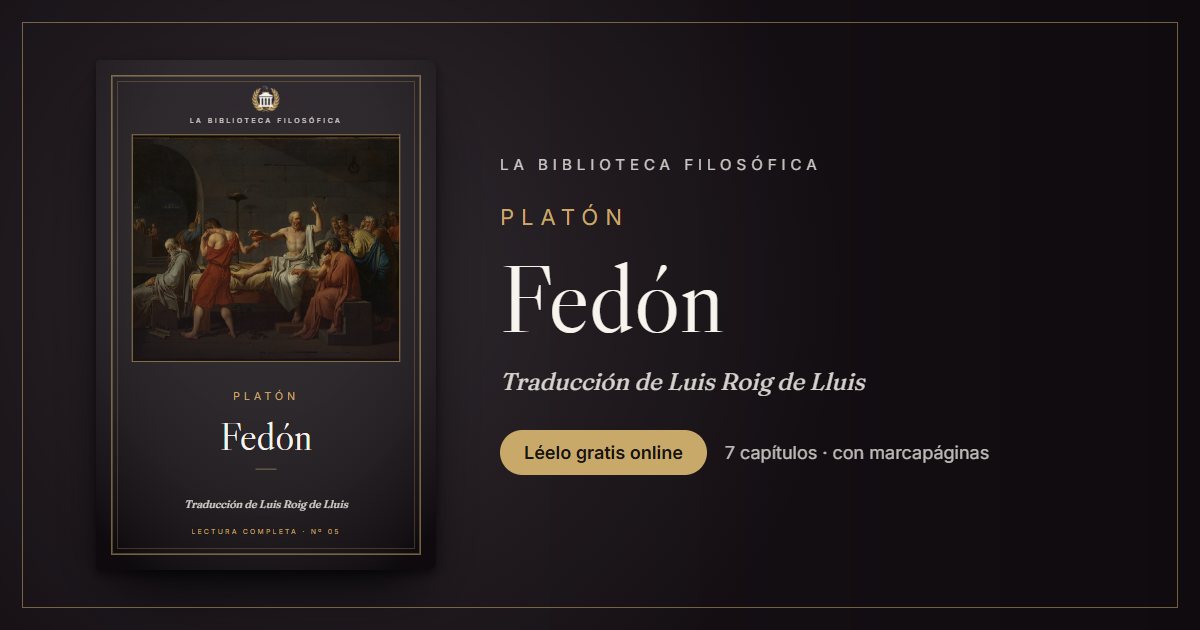 LA BIBLIOTECA FILOSÓFICA
PLATÓN
Fedón
Traducción de Luis Roig de Lluis
LECTURA COMPLETA · Nº 05
LA BIBLIOTECA FILOSÓFICA
PLATÓN
Fedón
Traducción de Luis Roig de Lluis
Léelo gratis online
7 capítulos · con marcapáginas